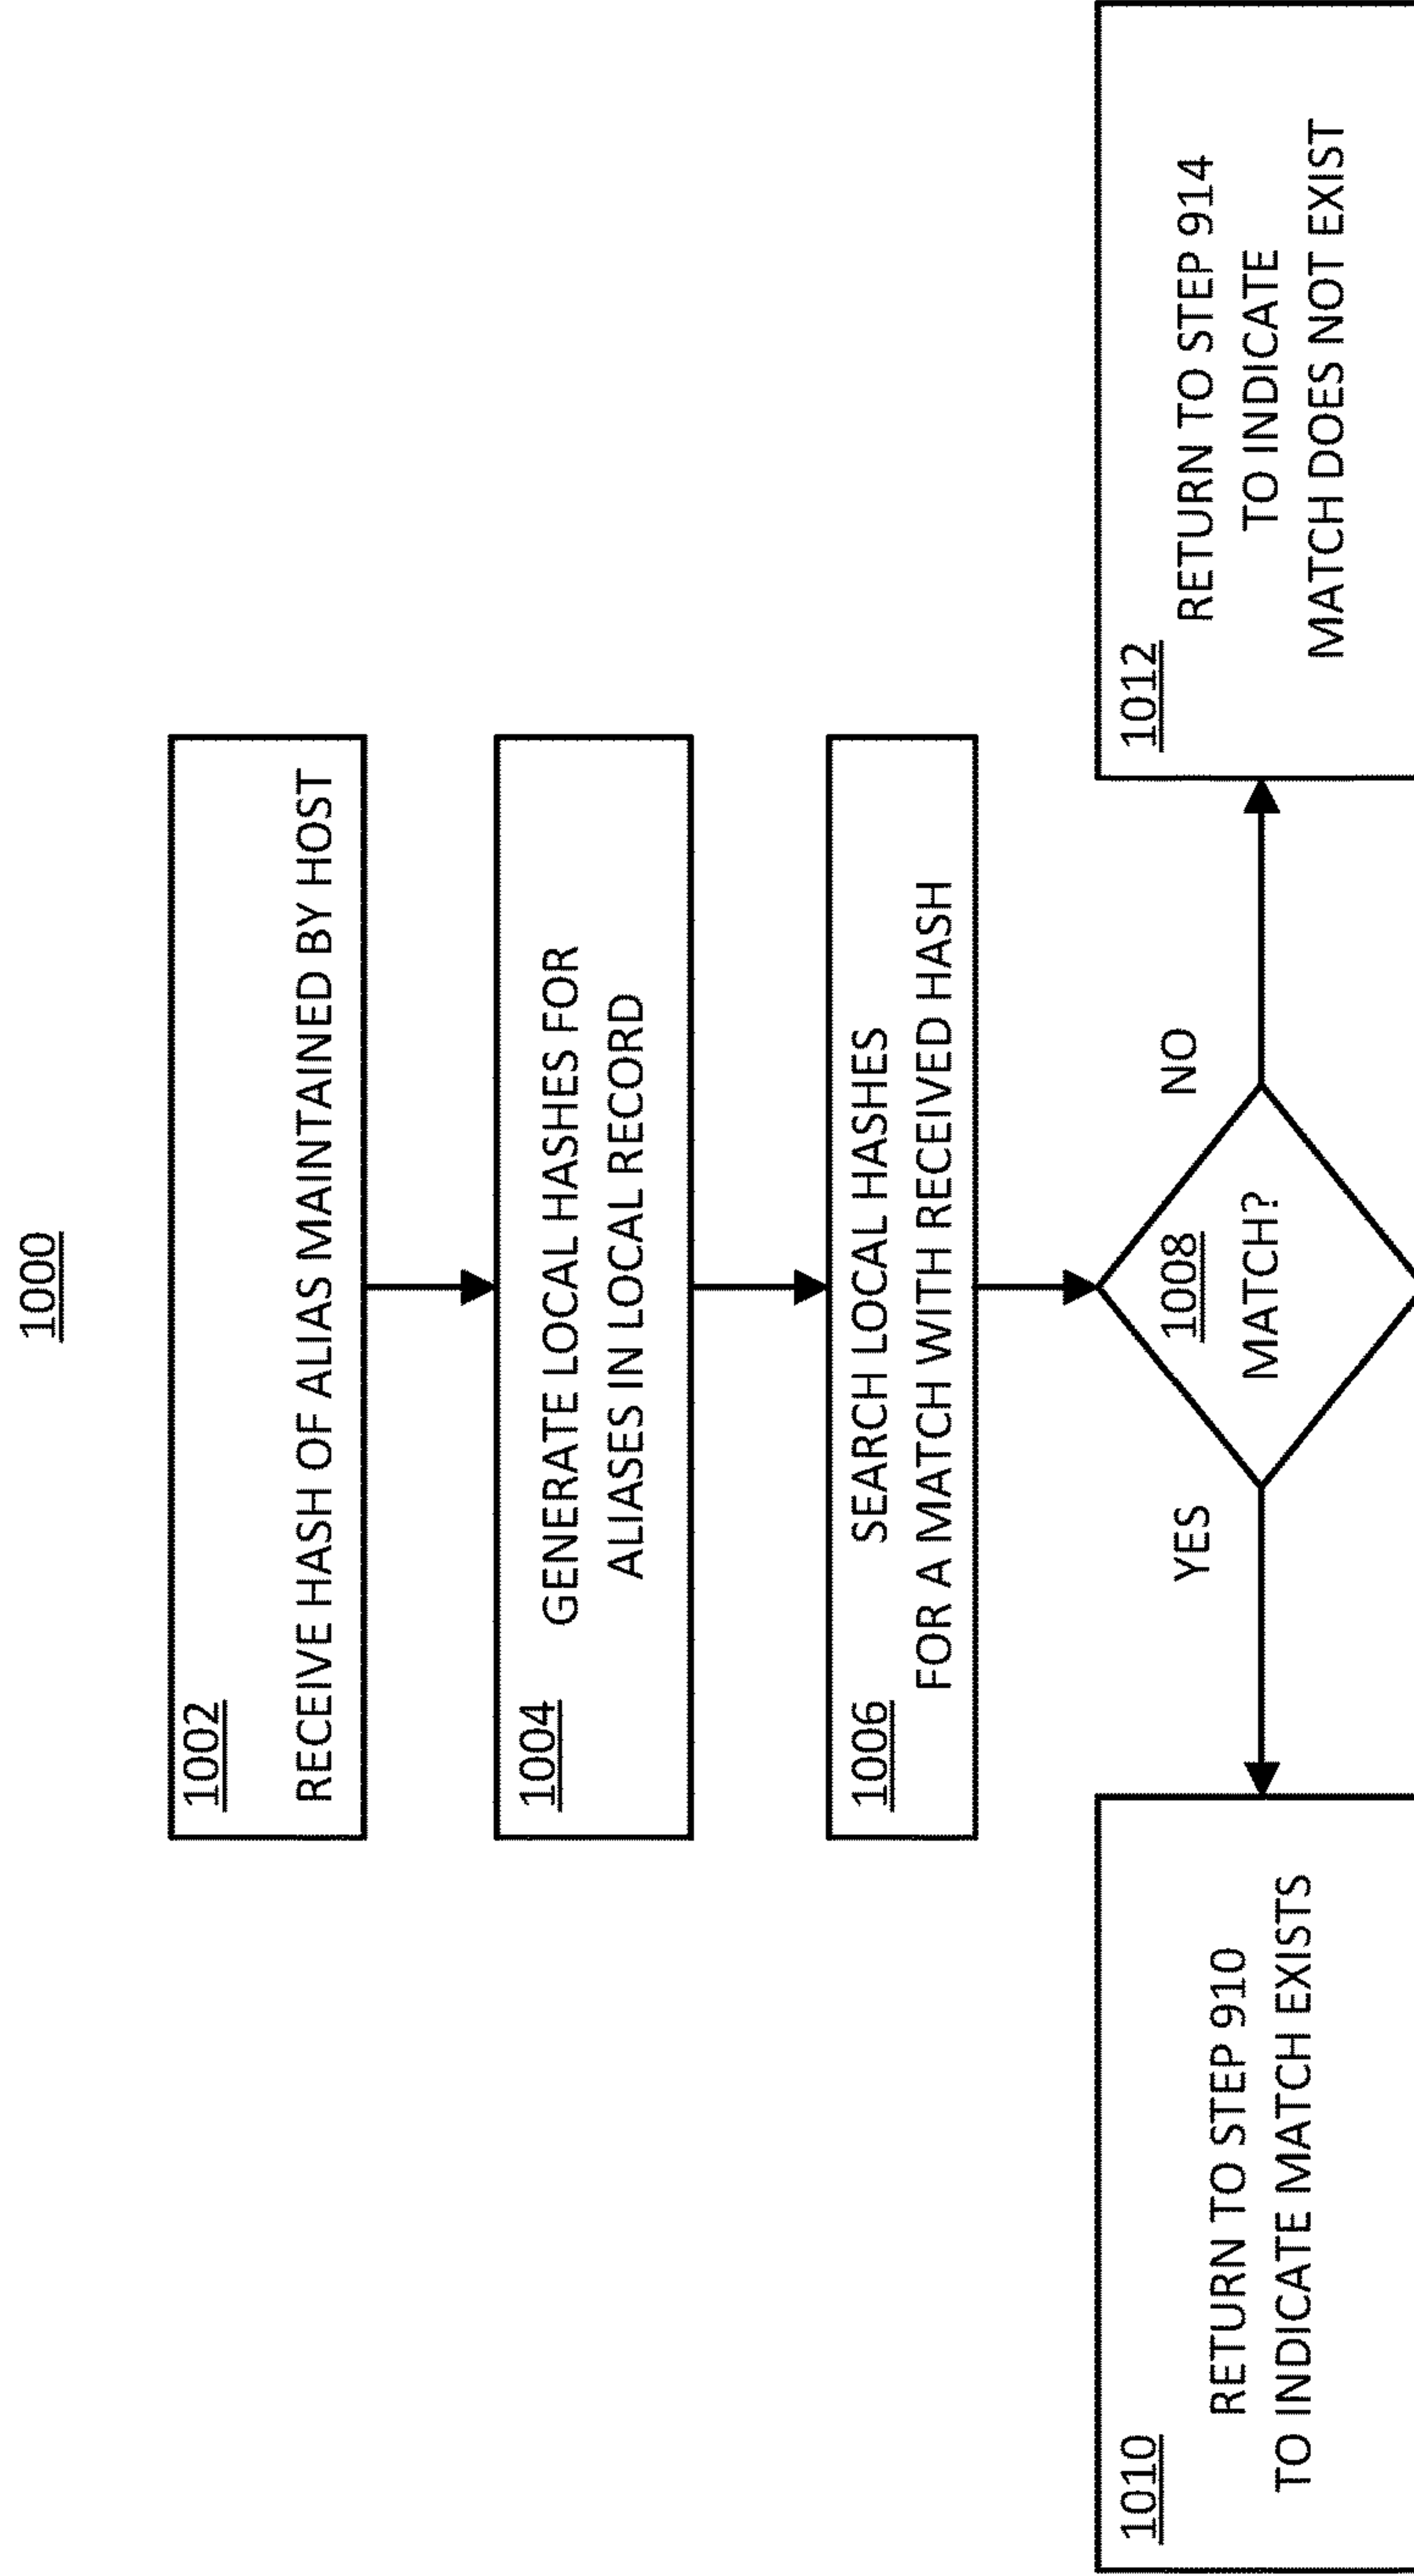 1000
1002
RECEIVE HASH OF ALIAS MAINTAINED BY HOST
1004
GENERATE LOCAL HASHES FOR
ALIASES IN LOCAL RECORD
1006
SEARCH LOCAL HASHES
FOR A MATCH WITH RECEIVED HASH
1008
MATCH?
YES
NO
1010
RETURN TO STEP 910
TO INDICATE MATCH EXISTS
1012
RETURN TO STEP 914
TO INDICATE
MATCH DOES NOT EXIST